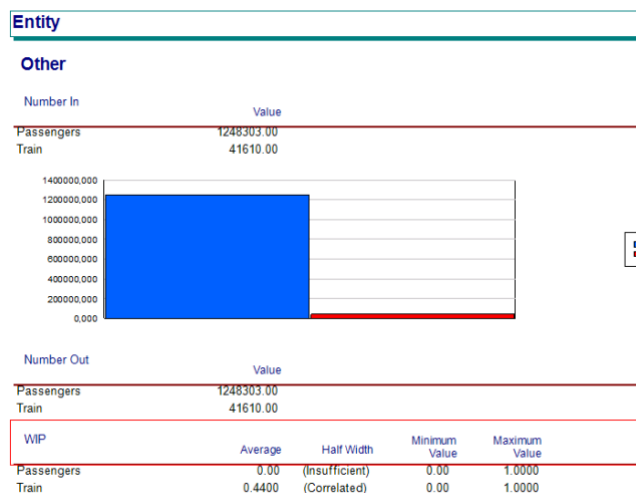 Entity
Other
Number In Value
Passengers 1248303.00
Train 41610.00
1400000,000
1200000,000
1000000,000
800000,000
600000,000
400000,000
200000,000
0,000
Number Out Value
Passengers 1248303.00
Train 41610.00
WIP Average Half Width Minimum Value Maximum Value
Passengers 0.00 (Insufficient) 0.00 1.0000
Train 0.4400 (Correlated) 0.00 1.0000